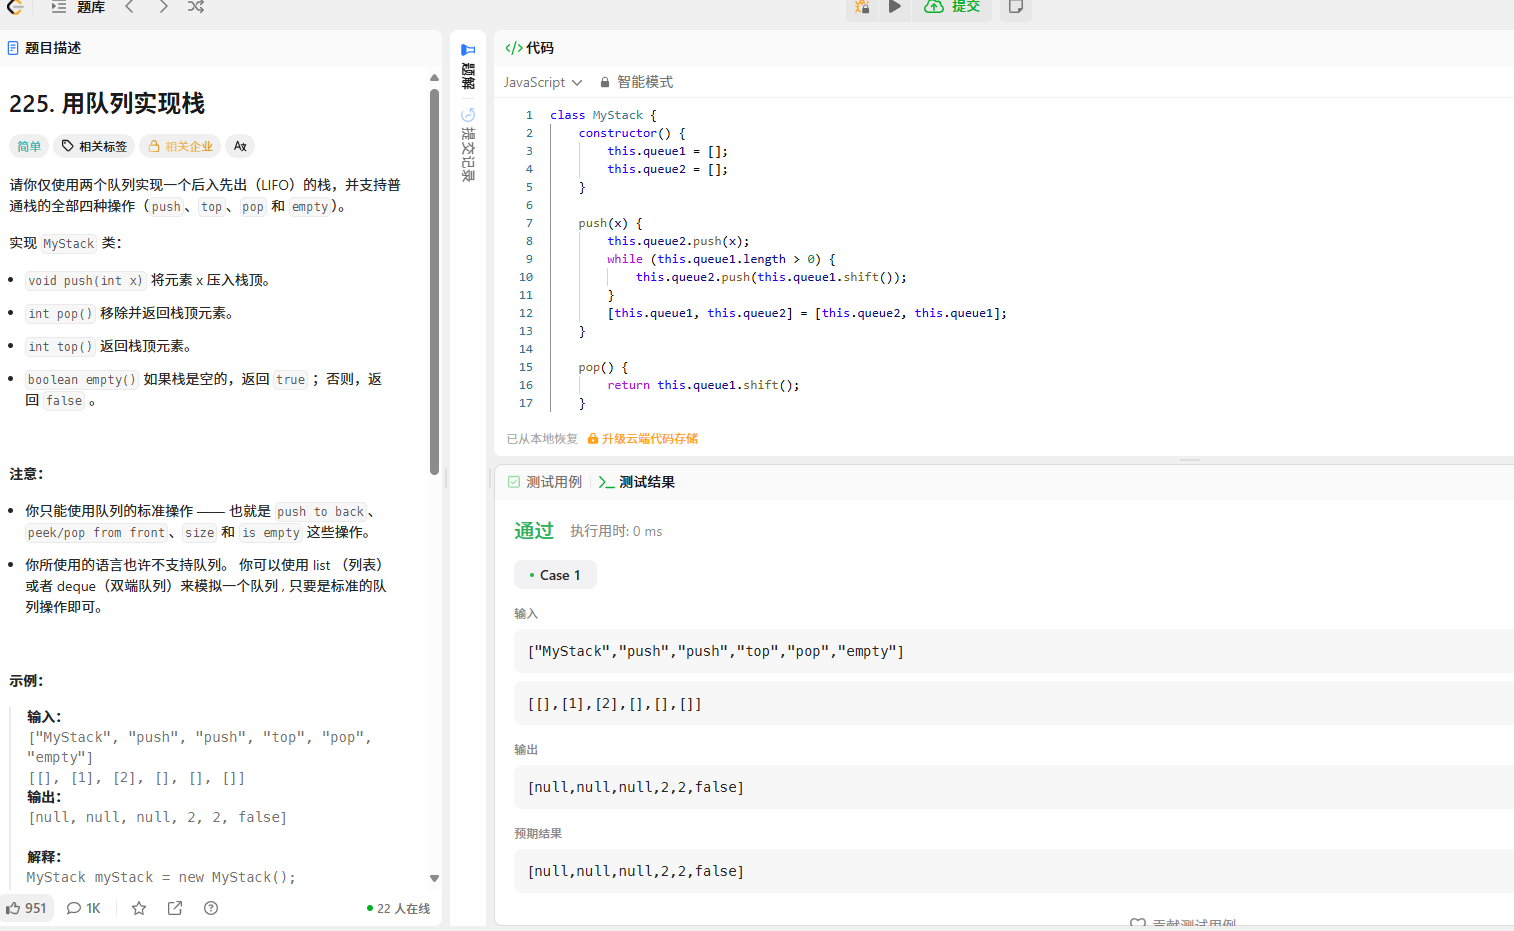 题库
提交
题目描述
225. 用队列实现栈
简单 相关标签 相关企业 Aあ
请你仅使用两个队列实现一个后入先出（LIFO）的栈，并支持普
通栈的全部四种操作（push、top、pop 和 empty）。
实现 MyStack 类：
void push(int x) 将元素 x 压入栈顶。
int pop() 移除并返回栈顶元素。
int top() 返回栈顶元素。
boolean empty() 如果栈是空的，返回 true ；否则，返
回 false 。
注意：
你只能使用队列的标准操作 —— 也就是 push to back、
peek/pop from front、size 和 is empty 这些操作。
你所使用的语言也许不支持队列。 你可以使用 list （列表）
或者 deque（双端队列）来模拟一个队列 , 只要是标准的队
列操作即可。
示例：
输入：
["MyStack", "push", "push", "top", "pop",
"empty"]
[[], [1], [2], [], [], []]
输出：
[null, null, null, 2, 2, false]
解释：
MyStack myStack = new MyStack();
951 1K 22 人在线
题解
提交记录
代码
JavaScript 智能模式
1 class MyStack {
2 constructor() {
3 this.queue1 = [];
4 this.queue2 = [];
5 }
6
7 push(x) {
8 this.queue2.push(x);
9 while (this.queue1.length > 0) {
10 this.queue2.push(this.queue1.shift());
11 }
12 [this.queue1, this.queue2] = [this.queue2, this.queue1];
13 }
14
15 pop() {
16 return this.queue1.shift();
17 }
已从本地恢复 升级云端代码存储
测试用例 测试结果
通过 执行用时: 0 ms
Case 1
输入
["MyStack","push","push","top","pop","empty"]
[[],[1],[2],[],[],[]]
输出
[null,null,null,2,2,false]
预期结果
[null,null,null,2,2,false]
贡献测试用例